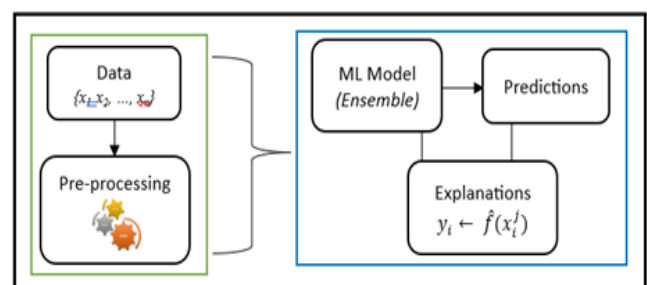 Data
{x₁, x₂, ..., xₙ}
Pre-processing
ML Model
(Ensemble)
Predictions
Explanations
yᵢ ← f̂(xᵢʲ)